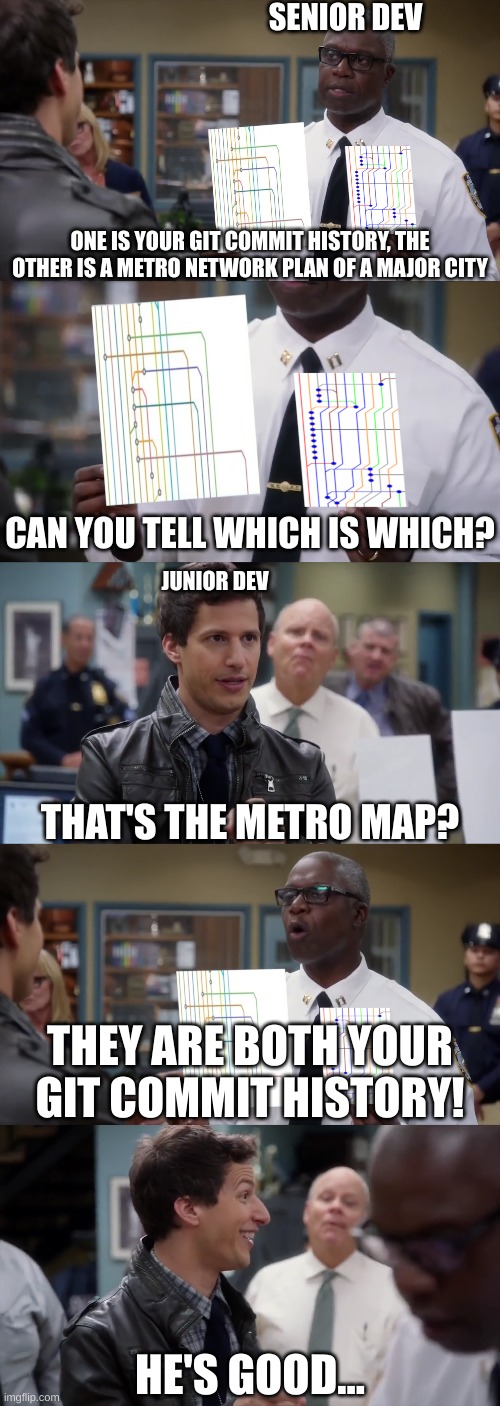 SENIOR DEV
ONE IS YOUR GIT COMMIT HISTORY, THE
OTHER IS A METRO NETWORK PLAN OF A MAJOR CITY
CAN YOU TELL WHICH IS WHICH?
JUNIOR DEV
THAT'S THE METRO MAP?
THEY ARE BOTH YOUR
GIT COMMIT HISTORY!
HE'S GOOD...
imgflip.com